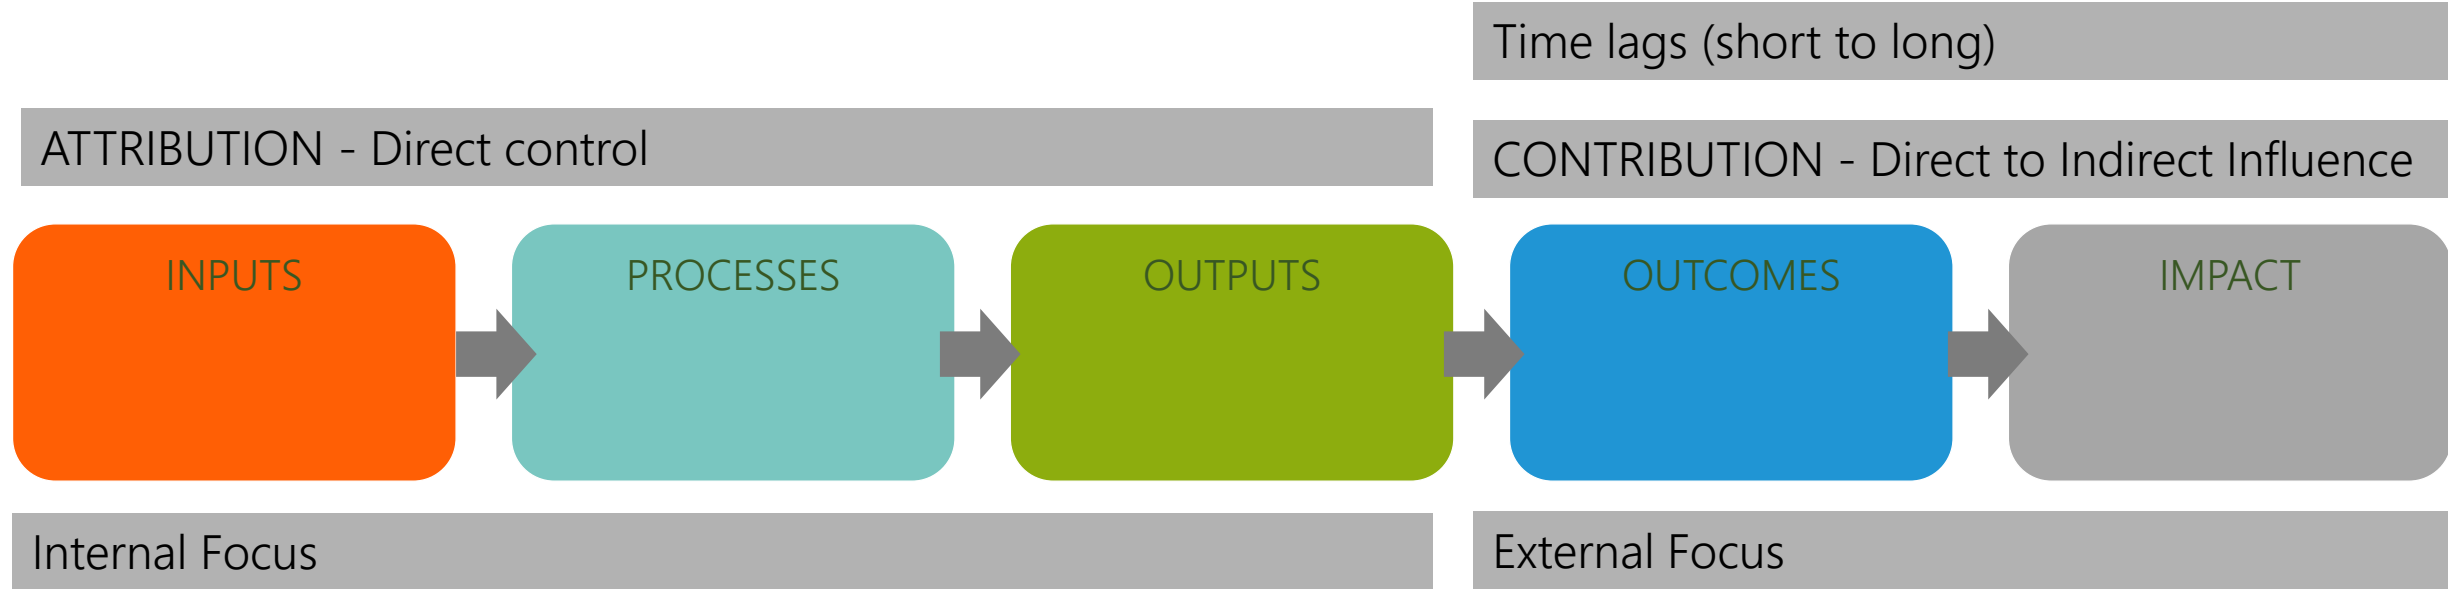 Time lags (short to long)
ATTRIBUTION - Direct control
CONTRIBUTION - Direct to Indirect Influence
INPUTS
PROCESSES
OUTPUTS
OUTCOMES
IMPACT
Internal Focus
External Focus